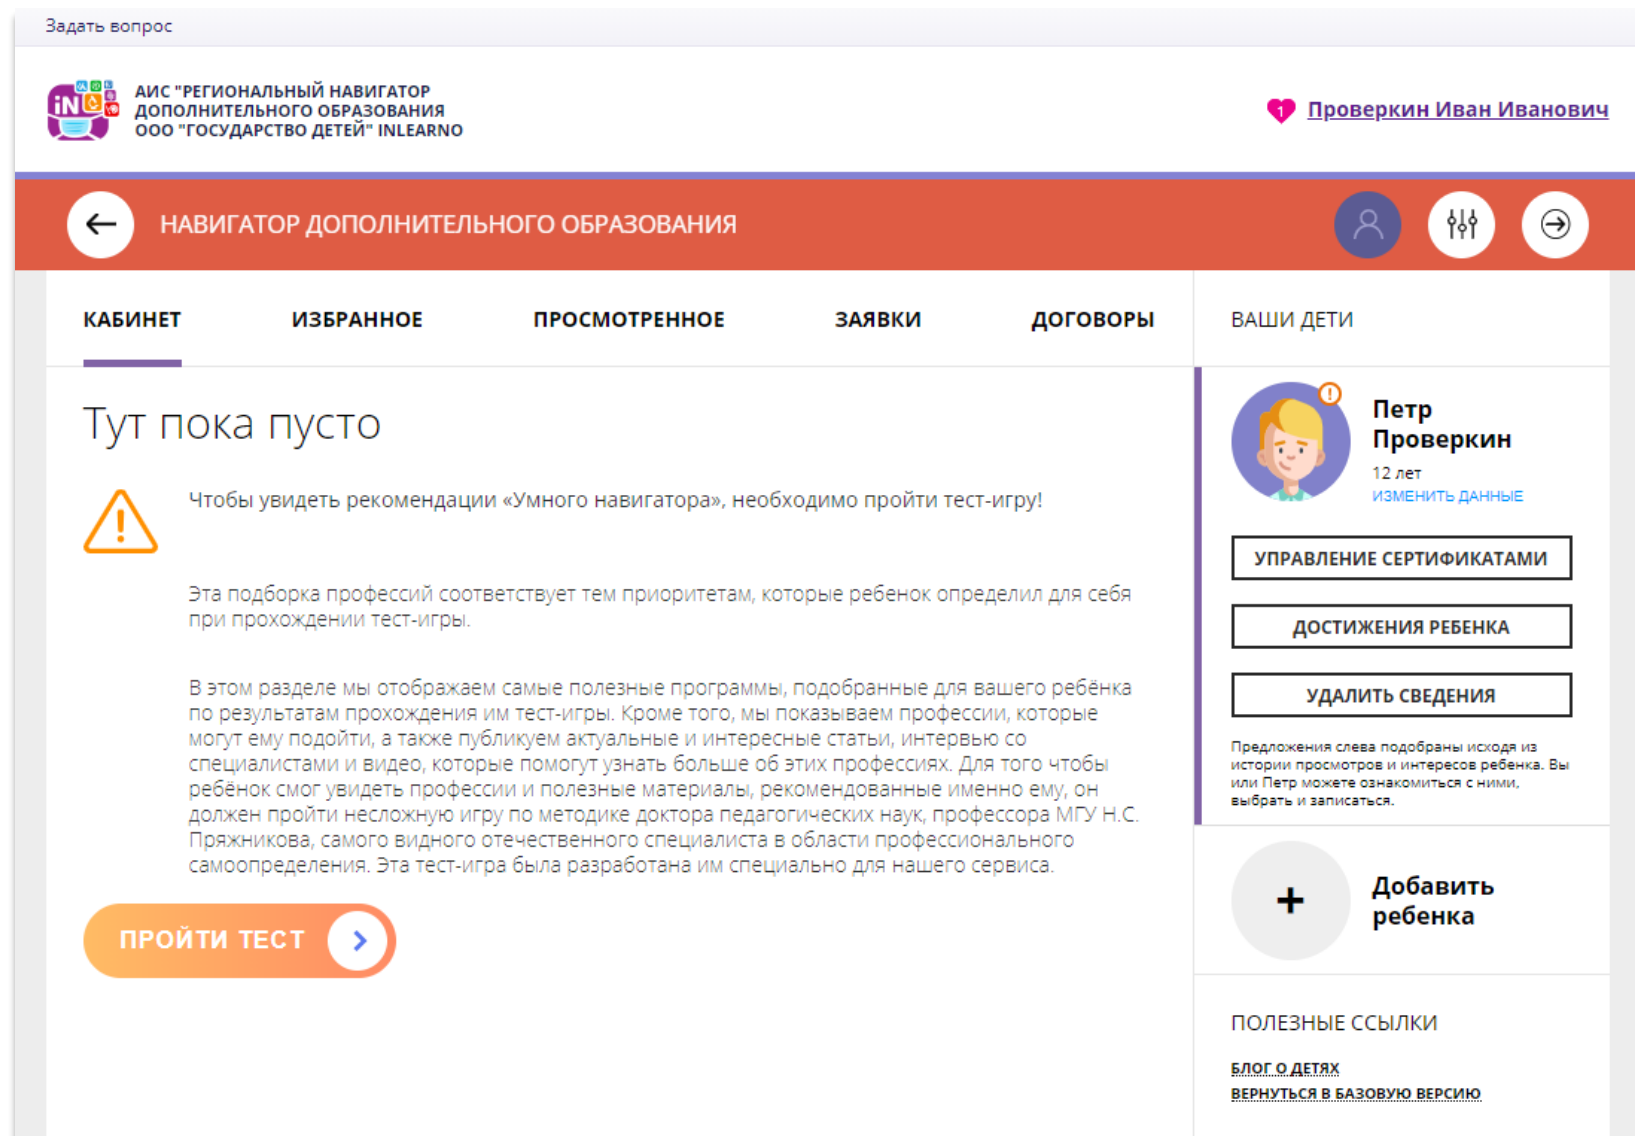 Задать вопрос
iN
АИС "РЕГИОНАЛЬНЫЙ НАВИГАТОР
ДОПОЛНИТЕЛЬНОГО ОБРАЗОВАНИЯ
ООО "ГОСУДАРСТВО ДЕТЕЙ" INLEARNO
1
Проверкин Иван Иванович
НАВИГАТОР ДОПОЛНИТЕЛЬНОГО ОБРАЗОВАНИЯ
КАБИНЕТ
ИЗБРАННОЕ
ПРОСМОТРЕННОЕ
ЗАЯВКИ
ДОГОВОРЫ
Тут пока пусто
Чтобы увидеть рекомендации «Умного навигатора», необходимо пройти тест-игру!
Эта подборка профессий соответствует тем приоритетам, которые ребенок определил для себя
при прохождении тест-игры.
В этом разделе мы отображаем самые полезные программы, подобранные для вашего ребёнка
по результатам прохождения им тест-игры. Кроме того, мы показываем профессии, которые
могут ему подойти, а также публикуем актуальные и интересные статьи, интервью со
специалистами и видео, которые помогут узнать больше об этих профессиях. Для того чтобы
ребёнок смог увидеть профессии и полезные материалы, рекомендованные именно ему, он
должен пройти несложную игру по методике доктора педагогических наук, профессора МГУ Н.С.
Пряжникова, самого видного отечественного специалиста в области профессионального
самоопределения. Эта тест-игра была разработана им специально для нашего сервиса.
ПРОЙТИ ТЕСТ
ВАШИ ДЕТИ
Петр
Проверкин
12 лет
ИЗМЕНИТЬ ДАННЫЕ
УПРАВЛЕНИЕ СЕРТИФИКАТАМИ
ДОСТИЖЕНИЯ РЕБЕНКА
УДАЛИТЬ СВЕДЕНИЯ
Предложения слева подобраны исходя из
истории просмотров и интересов ребенка. Вы
или Петр можете ознакомиться с ними,
выбрать и записаться.
+
Добавить
ребенка
ПОЛЕЗНЫЕ ССЫЛКИ
БЛОГ О ДЕТЯХ
ВЕРНУТЬСЯ В БАЗОВУЮ ВЕРСИЮ